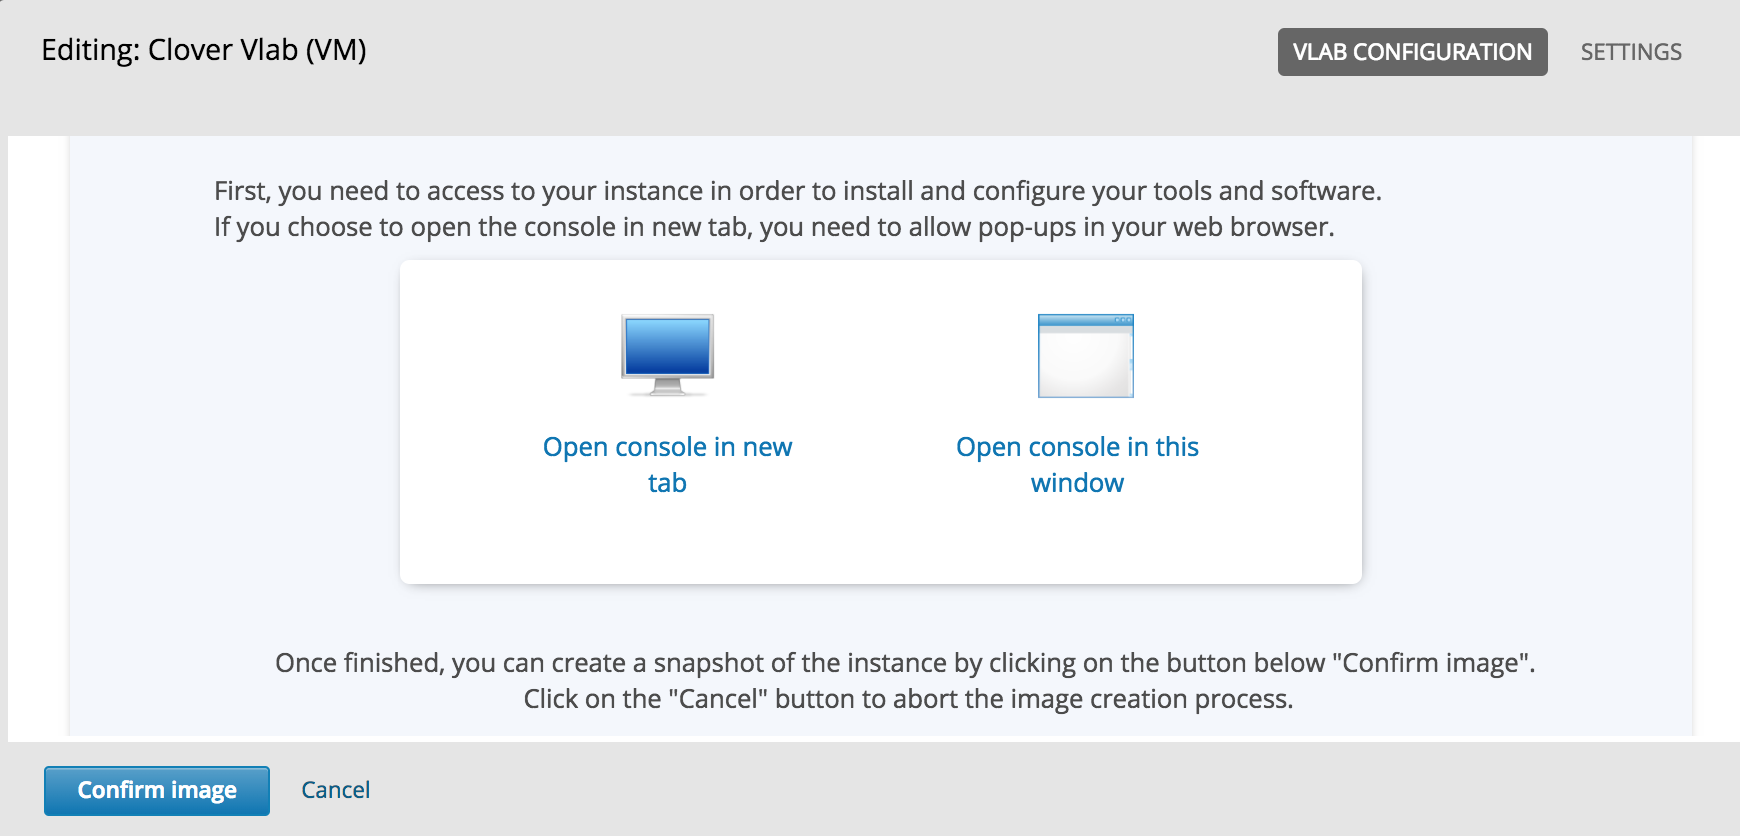 Editing: Clover Vlab (VM)
VLAB CONFIGURATION
SETTINGS
First, you need to access to your instance in order to install and configure your tools and software.
If you choose to open the console in new tab, you need to allow pop-ups in your web browser.
Open console in new
tab
Open console in this
window
Once finished, you can create a snapshot of the instance by clicking on the button below "Confirm image".
Click on the "Cancel" button to abort the image creation process.
Confirm image
Cancel